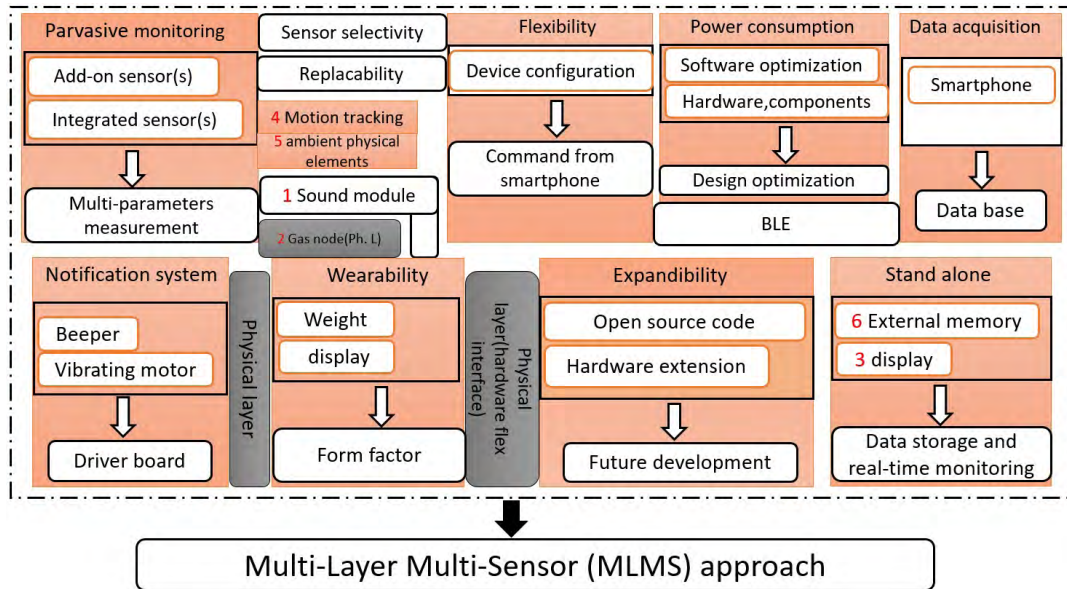 Parvasive monitoring
Add-on sensor(s)
Integrated sensor(s)
Multi-parameters
measurement
Sensor selectivity
Replacability
4 Motion tracking
5 ambient physical
elements
1 Sound module
2 Gas node(Ph. L)
Flexibility
Device configuration
Command from
smartphone
Power consumption
Software optimization
Hardware,components
Design optimization
BLE
Data acquisition
Smartphone
Data base
Notification system
Beeper
Vibrating motor
Driver board
Physical layer
Wearability
Weight
display
Form factor
Physical
layer(hardware flex
interface)
Expandibility
Open source code
Hardware extension
Future development
Stand alone
6 External memory
3 display
Data storage and
real-time monitoring
Multi-Layer Multi-Sensor (MLMS) approach